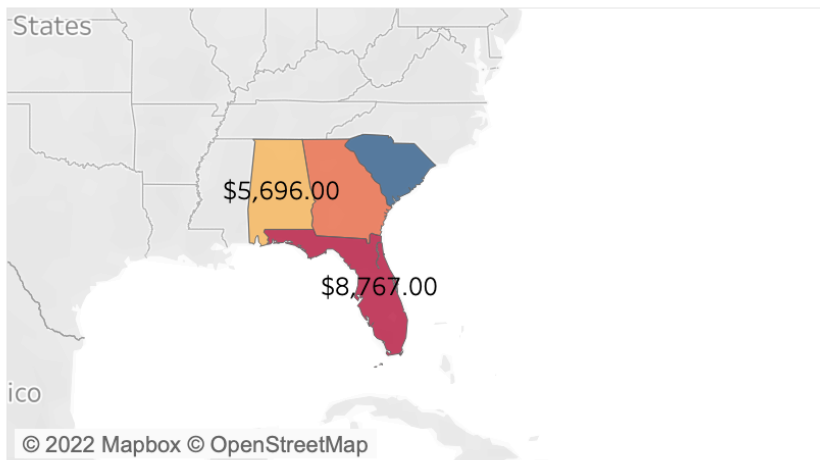 States
$5,696.00
$8,767.00
ico
© 2022 Mapbox © OpenStreetMap